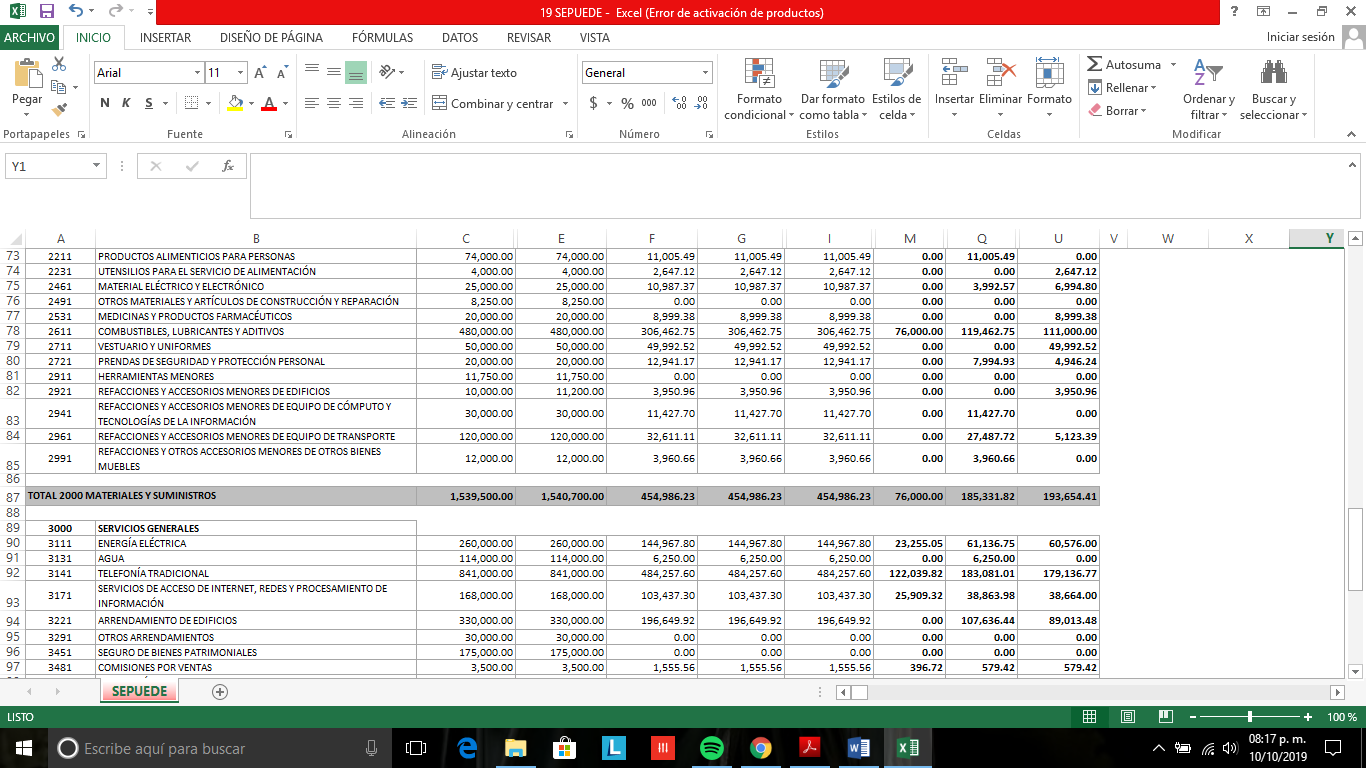 19 SEPUEDE - Excel (Error de activación de productos)
ARCHIVO INICIO INSERTAR DISEÑO DE PÁGINA FÓRMULAS DATOS REVISAR VISTA Iniciar sesión
Pegar
Arial 11
N K S
Ajustar texto
Combinar y centrar
General
$ % 000
Formato condicional
Dar formato como tabla
Estilos de celda
Insertar Eliminar Formato
Autosuma
Rellenar
Borrar
Ordenar y filtrar
Buscar y seleccionar
Portapapeles Fuente Alineación Número Estilos Celdas Modificar
Y1 fx
A B C E F G I M Q U V W X Y
73 2211 PRODUCTOS ALIMENTICIOS PARA PERSONAS 74,000.00 74,000.00 11,005.49 11,005.49 11,005.49 0.00 11,005.49 0.00
74 2231 UTENSILIOS PARA EL SERVICIO DE ALIMENTACIÓN 4,000.00 4,000.00 2,647.12 2,647.12 2,647.12 0.00 0.00 2,647.12
75 2461 MATERIAL ELÉCTRICO Y ELECTRÓNICO 25,000.00 25,000.00 10,987.37 10,987.37 10,987.37 0.00 3,992.57 6,994.80
76 2491 OTROS MATERIALES Y ARTÍCULOS DE CONSTRUCCIÓN Y REPARACIÓN 8,250.00 8,250.00 0.00 0.00 0.00 0.00 0.00 0.00
77 2531 MEDICINAS Y PRODUCTOS FARMACÉUTICOS 20,000.00 20,000.00 8,999.38 8,999.38 8,999.38 0.00 0.00 8,999.38
78 2611 COMBUSTIBLES, LUBRICANTES Y ADITIVOS 480,000.00 480,000.00 306,462.75 306,462.75 306,462.75 76,000.00 119,462.75 111,000.00
79 2711 VESTUARIO Y UNIFORMES 50,000.00 50,000.00 49,992.52 49,992.52 49,992.52 0.00 0.00 49,992.52
80 2721 PRENDAS DE SEGURIDAD Y PROTECCIÓN PERSONAL 20,000.00 20,000.00 12,941.17 12,941.17 12,941.17 0.00 7,994.93 4,946.24
81 2911 HERRAMIENTAS MENORES 11,750.00 11,750.00 0.00 0.00 0.00 0.00 0.00 0.00
82 2921 REFACCIONES Y ACCESORIOS MENORES DE EDIFICIOS 10,000.00 11,200.00 3,950.96 3,950.96 3,950.96 0.00 0.00 3,950.96
83 2941 REFACCIONES Y ACCESORIOS MENORES DE EQUIPO DE CÓMPUTO Y
TECNOLOGÍAS DE LA INFORMACIÓN 30,000.00 30,000.00 11,427.70 11,427.70 11,427.70 0.00 11,427.70 0.00
84 2961 REFACCIONES Y ACCESORIOS MENORES DE EQUIPO DE TRANSPORTE 120,000.00 120,000.00 32,611.11 32,611.11 32,611.11 0.00 27,487.72 5,123.39
85 2991 REFACCIONES Y OTROS ACCESORIOS MENORES DE OTROS BIENES
MUEBLES 12,000.00 12,000.00 3,960.66 3,960.66 3,960.66 0.00 3,960.66 0.00
86
87 TOTAL 2000 MATERIALES Y SUMINISTROS 1,539,500.00 1,540,700.00 454,986.23 454,986.23 454,986.23 76,000.00 185,331.82 193,654.41
88
89 3000 SERVICIOS GENERALES
90 3111 ENERGÍA ELÉCTRICA 260,000.00 260,000.00 144,967.80 144,967.80 144,967.80 23,255.05 61,136.75 60,576.00
91 3131 AGUA 114,000.00 114,000.00 6,250.00 6,250.00 6,250.00 0.00 6,250.00 0.00
92 3141 TELEFONÍA TRADICIONAL 841,000.00 841,000.00 484,257.60 484,257.60 484,257.60 122,039.82 183,081.01 179,136.77
93 3171 SERVICIOS DE ACCESO DE INTERNET, REDES Y PROCESAMIENTO DE
INFORMACIÓN 168,000.00 168,000.00 103,437.30 103,437.30 103,437.30 25,909.32 38,863.98 38,664.00
94 3221 ARRENDAMIENTO DE EDIFICIOS 330,000.00 330,000.00 196,649.92 196,649.92 196,649.92 0.00 107,636.44 89,013.48
95 3291 OTROS ARRENDAMIENTOS 30,000.00 30,000.00 0.00 0.00 0.00 0.00 0.00 0.00
96 3451 SEGURO DE BIENES PATRIMONIALES 175,000.00 175,000.00 0.00 0.00 0.00 0.00 0.00 0.00
97 3481 COMISIONES POR VENTAS 3,500.00 3,500.00 1,555.56 1,555.56 1,555.56 396.72 579.42 579.42
SEPUEDE
LISTO 100 %
Escribe aquí para buscar
08:17 p. m.
10/10/2019